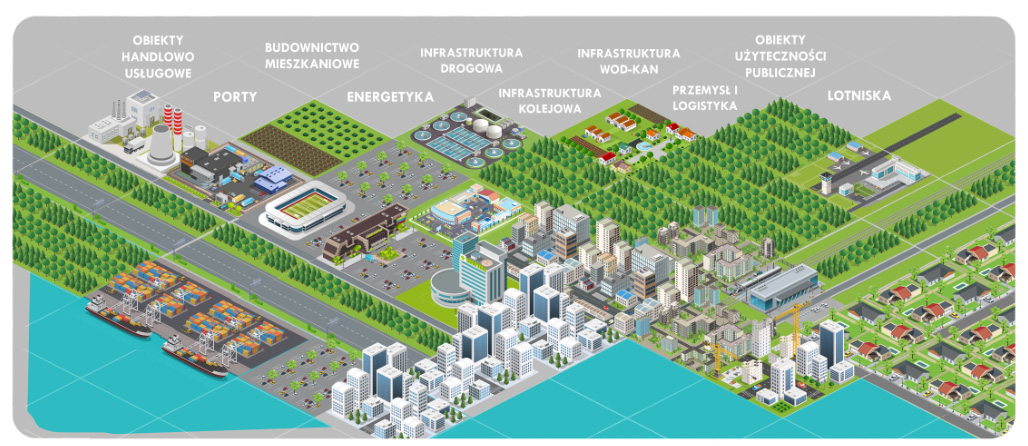 OBIEKTY
HANDLOWO
USŁUGOWE
BUDOWNICTWO
MIESZKANIOWE
INFRASTRUKTURA
DROGOWA
INFRASTRUKTURA
WOD-KAN
OBIEKTY
UŻYTECZNOŚCI
PUBLICZNEJ
PORTY
ENERGETYKA
INFRASTRUKTURA
KOLEJOWA
PRZEMYSŁ I
LOGISTYKA
LOTNISKA